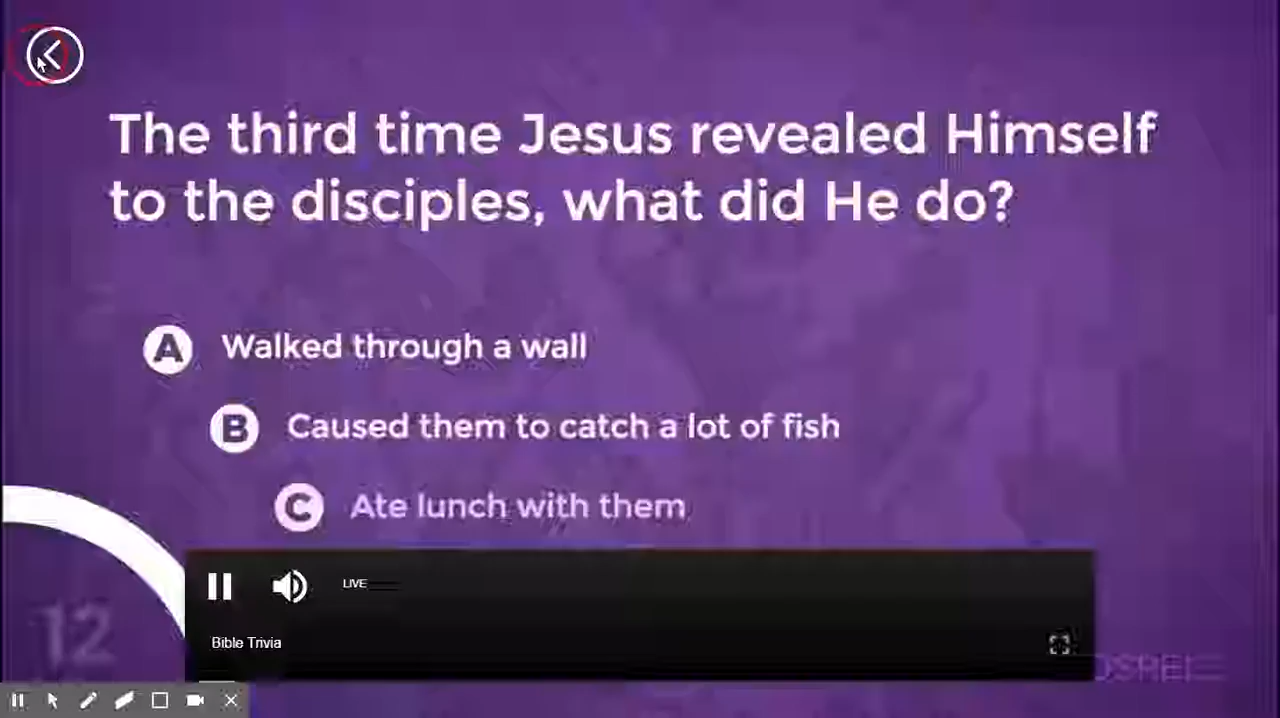 The third time Jesus revealed Himself
to the disciples, what did He do?
A Walked through a wall
B Caused them to catch a lot of fish
C Ate lunch with them
LIVE
Bible Trivia
12